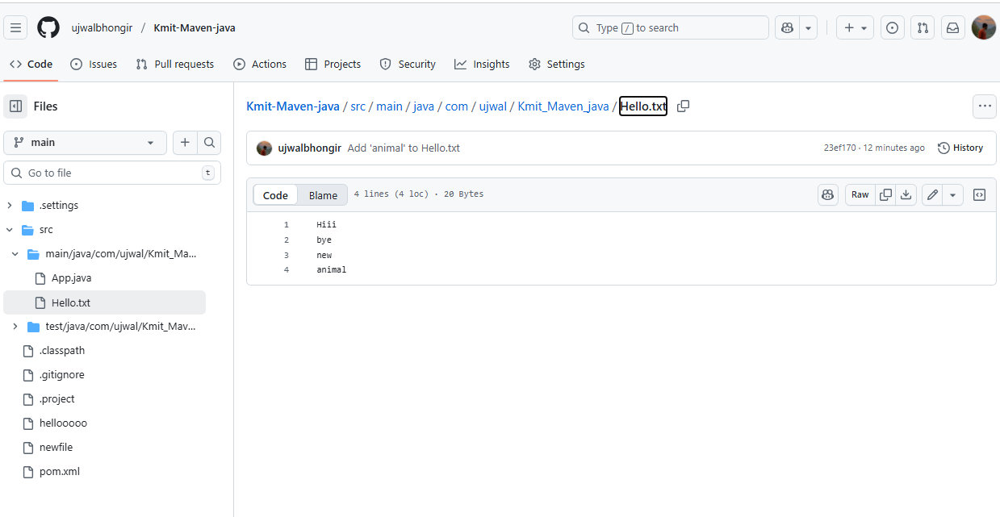 ujwalbhongir / Kmit-Maven-java
Type / to search
Code Issues Pull requests Actions Projects Security Insights Settings
Files
main
Go to file t
.settings
src
main/java/com/ujwal/Kmit_Ma...
App.java
Hello.txt
test/java/com/ujwal/Kmit_Mav...
.classpath
.gitignore
.project
hellooooo
newfile
pom.xml
Kmit-Maven-java / src / main / java / com / ujwal / Kmit_Maven_java / Hello.txt
ujwalbhongir Add 'animal' to Hello.txt 23ef170 · 12 minutes ago History
Code Blame 4 lines (4 loc) · 20 Bytes Raw
1 Hiii
2 bye
3 new
4 animal